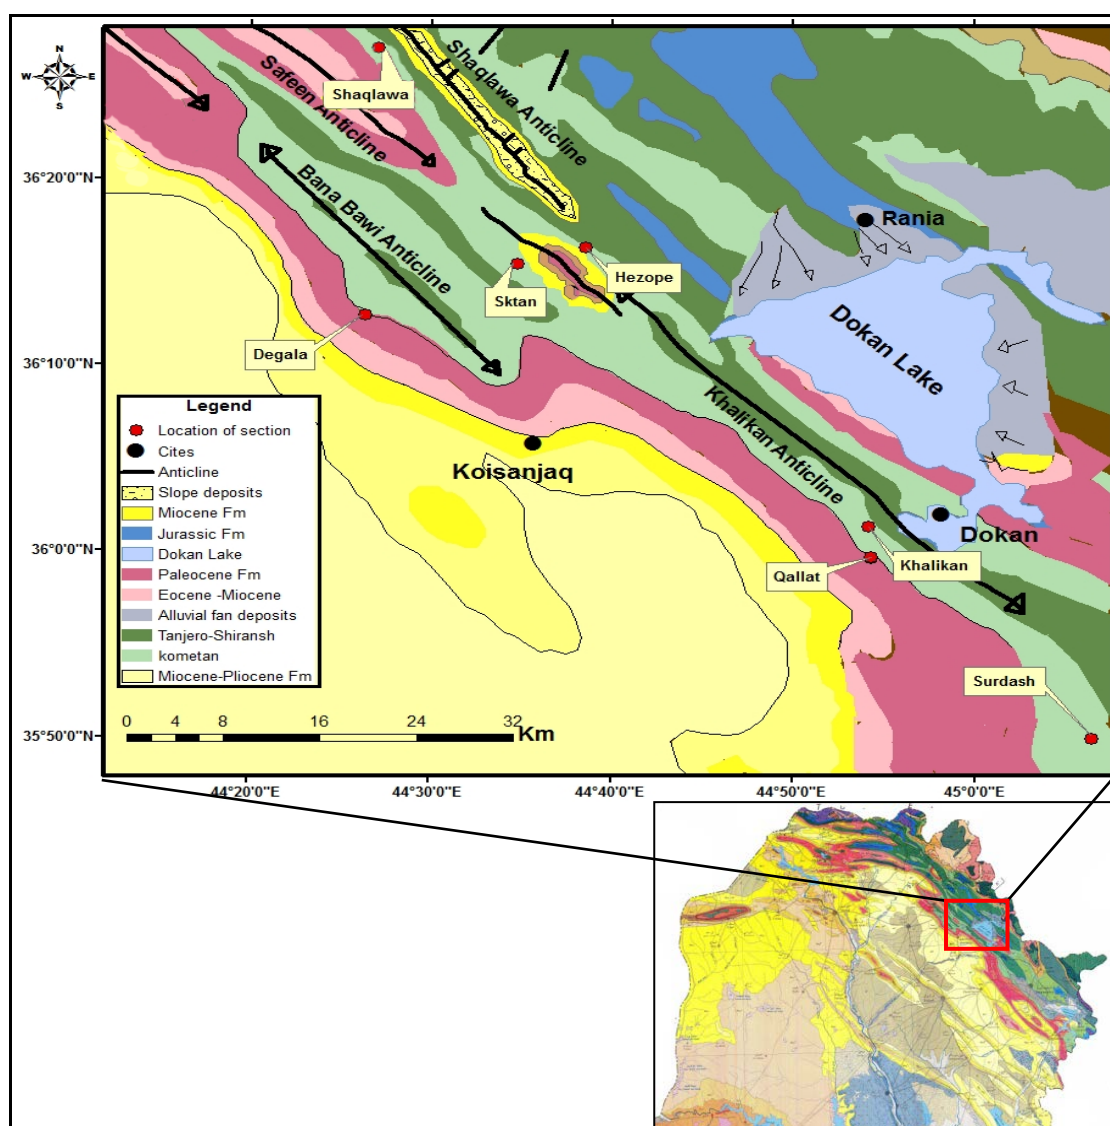 N
W E
S
Shaqlawa
Safeen Anticline
Shaqlawa Anticline
36°20'0"N
Bana Bawi Anticline
Rania
Hezope
Sktan
Dokan Lake
Degala
36°10'0"N
Khalikan Anticline
Koisanjaq
Legend
Location of section
Cites
Anticline
Slope deposits
Miocene Fm
Jurassic Fm
Dokan Lake
Paleocene Fm
Eocene -Miocene
Alluvial fan deposits
Tanjero-Shiransh
kometan
Miocene-Pliocene Fm
Dokan
36°0'0"N
Khalikan
Qallat
Surdash
0 4 8 16 24 32
Km
35°50'0"N
44°20'0"E 44°30'0"E 44°40'0"E 44°50'0"E 45°0'0"E